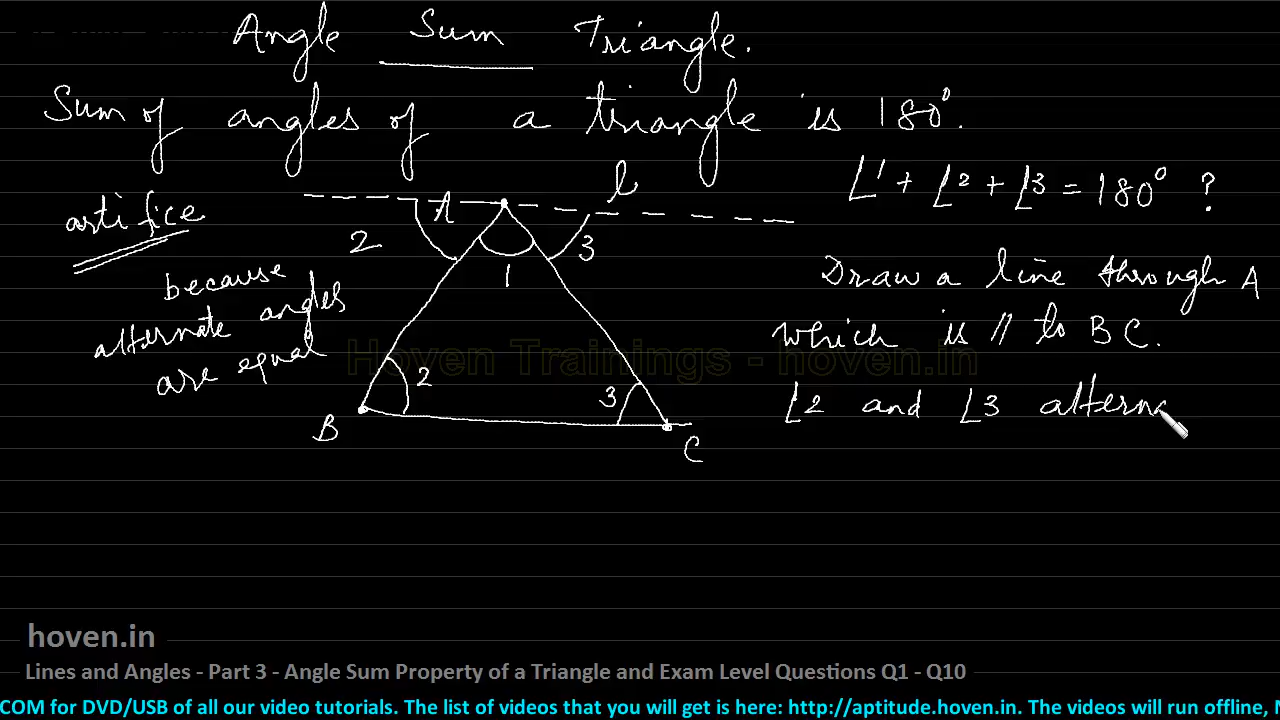 Angle Sum Triangle.
Sum of angles of a triangle is 180°.
∠1 + ∠2 + ∠3 = 180° ?
artifice
because
alternate angles
are equal
l
A
2
3
1
2
3
B
C
Draw a line through A
which is // to BC.
∠2 and ∠3 alterna
Hoven Trainings - hoven.in
hoven.in
Lines and Angles - Part 3 - Angle Sum Property of a Triangle and Exam Level Questions Q1 - Q10
COM for DVD/USB of all our video tutorials. The list of videos that you will get is here: http://aptitude.hoven.in. The videos will run offline,